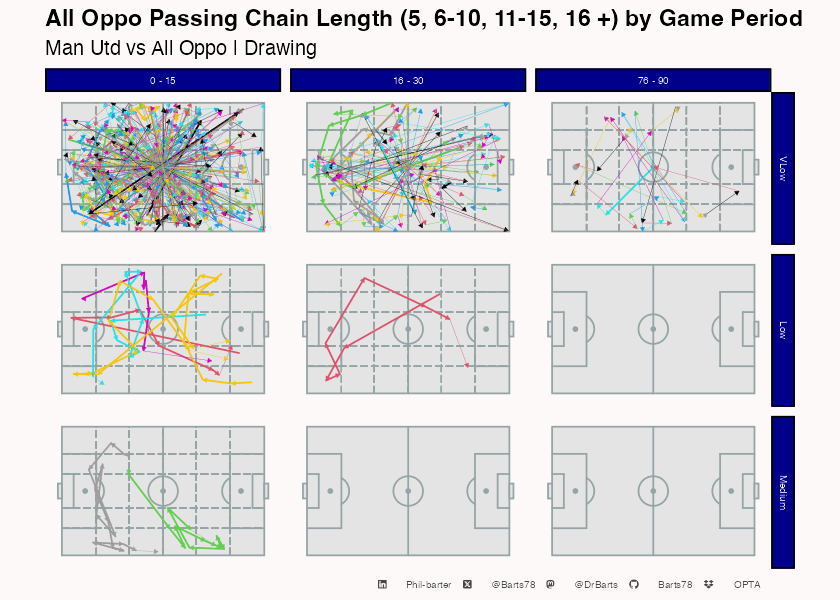 All Oppo Passing Chain Length (5, 6-10, 11-15, 16 +) by Game Period
Man Utd vs All Oppo | Drawing
0 - 15
16 - 30
76 - 90
V.Low
Low
Medium
Phil-barter @Barts78 @DrBarts Barts78 OPTA